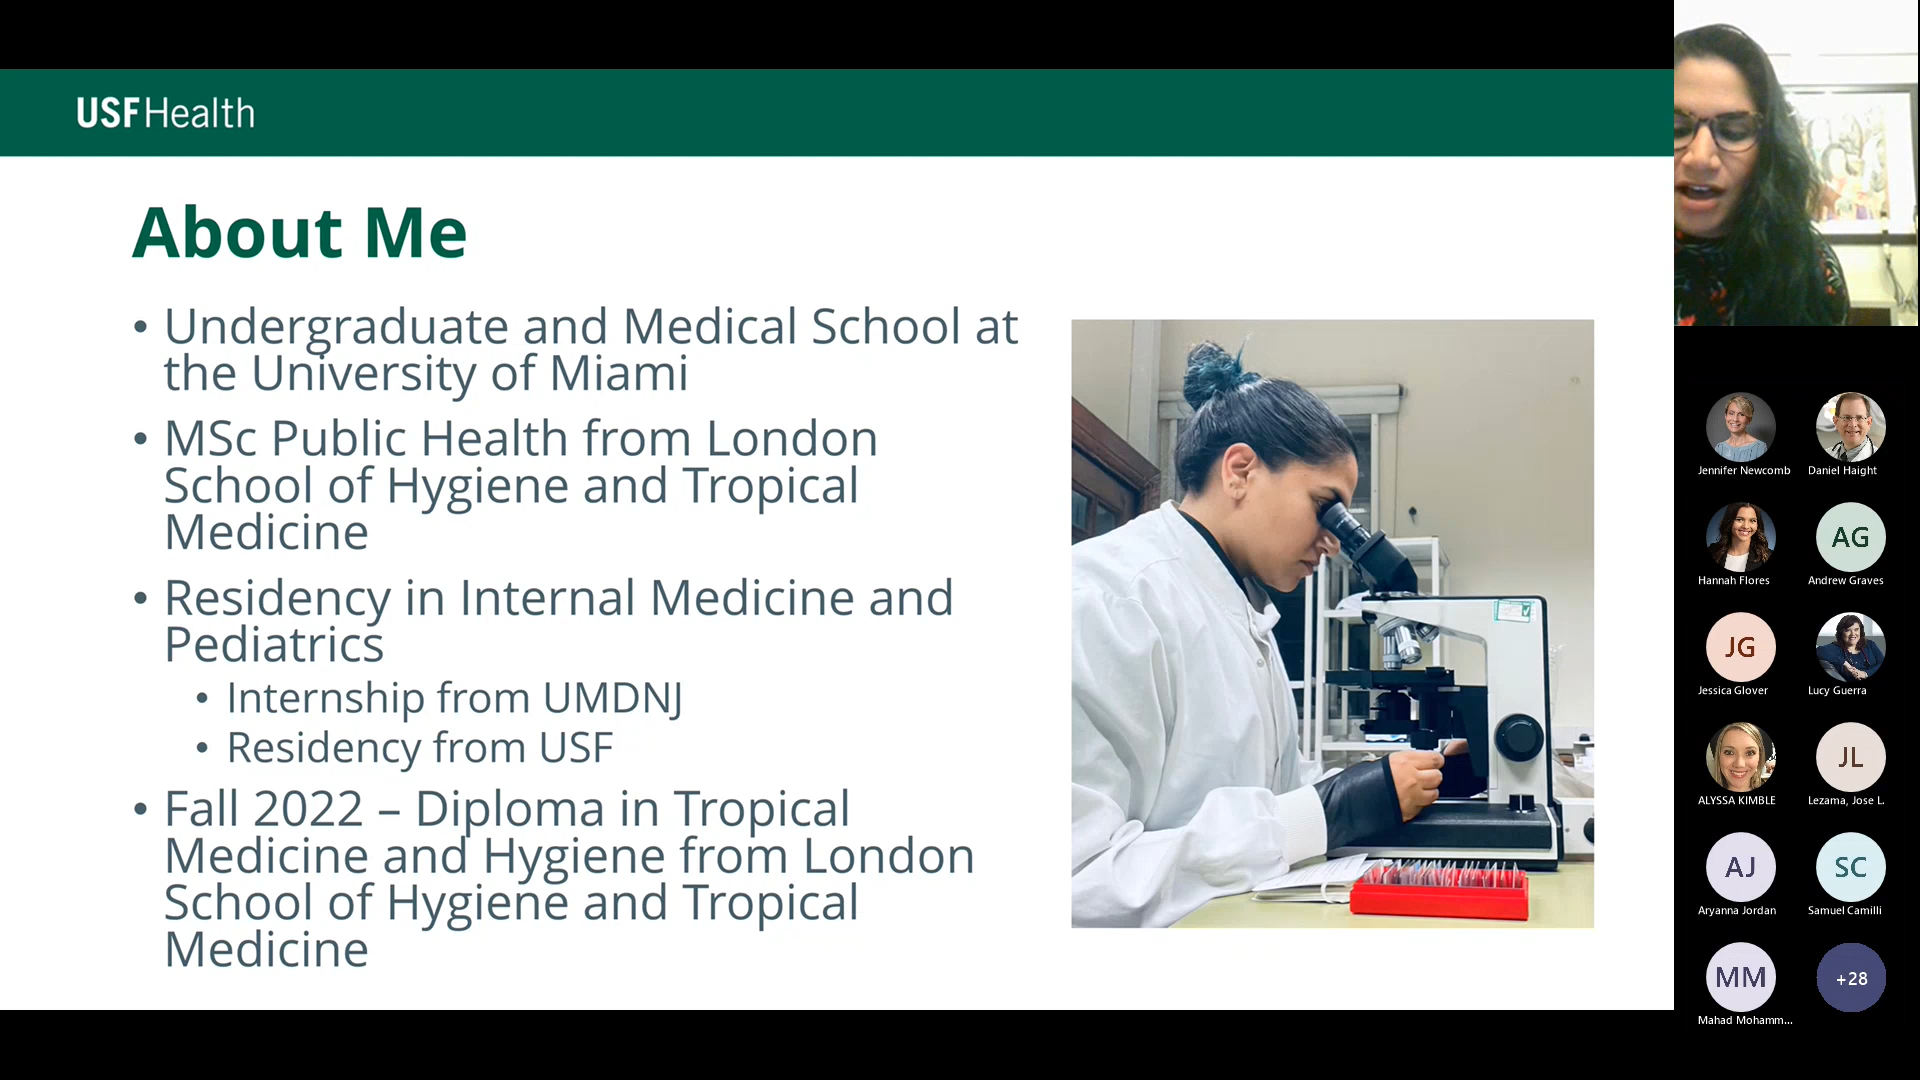 USFHealth
About Me
• Undergraduate and Medical School at
the University of Miami
• MSc Public Health from London
School of Hygiene and Tropical
Medicine
• Residency in Internal Medicine and
Pediatrics
• Internship from UMDNJ
• Residency from USF
• Fall 2022 – Diploma in Tropical
Medicine and Hygiene from London
School of Hygiene and Tropical
Medicine
Jennifer Newcomb
Daniel Haight
Hannah Flores
AG
Andrew Graves
JG
Jessica Glover
Lucy Guerra
ALYSSA KIMBLE
JL
Lezama, Jose L.
AJ
Aryanna Jordan
SC
Samuel Camilli
MM
Mahad Mohamm...
+28